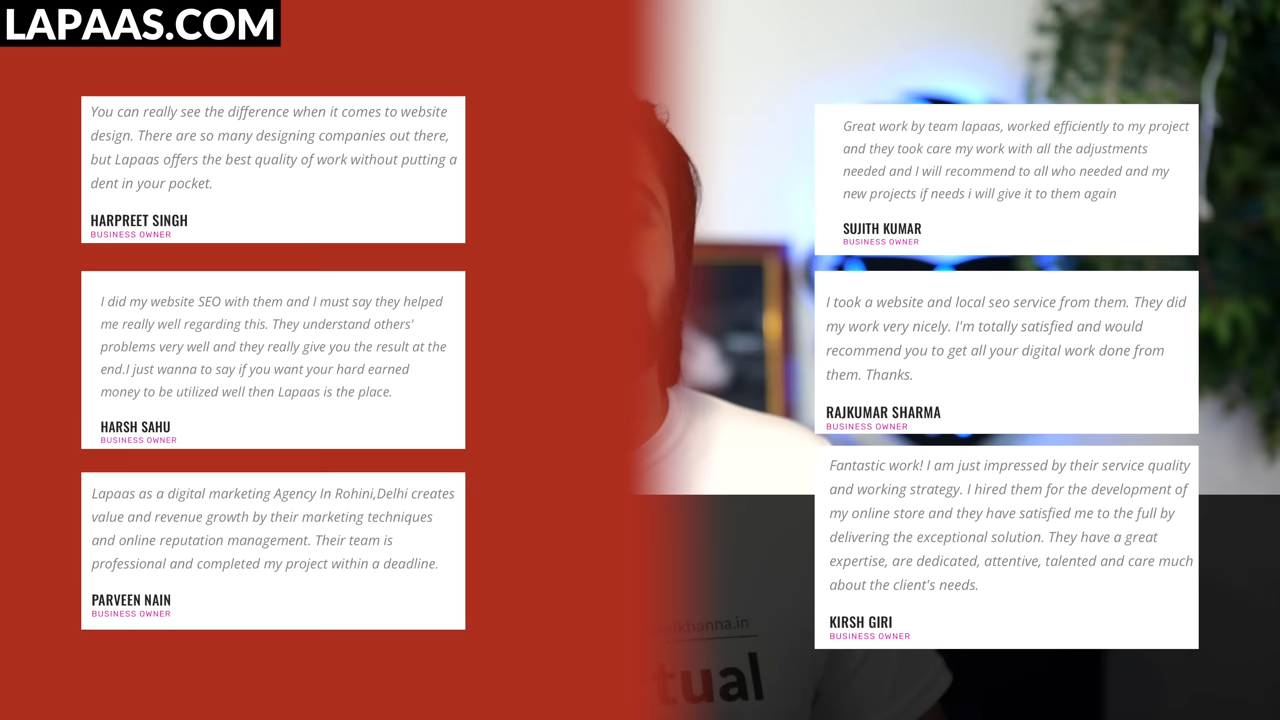 LAPAAS.COM
You can really see the difference when it comes to website
design. There are so many designing companies out there,
but Lapaas offers the best quality of work without putting a
dent in your pocket.
HARPREET SINGH
BUSINESS OWNER
I did my website SEO with them and I must say they helped
me really well regarding this. They understand others'
problems very well and they really give you the result at the
end.I just wanna to say if you want your hard earned
money to be utilized well then Lapaas is the place.
HARSH SAHU
BUSINESS OWNER
Lapaas as a digital marketing Agency In Rohini,Delhi creates
value and revenue growth by their marketing techniques
and online reputation management. Their team is
professional and completed my project within a deadline.
PARVEEN NAIN
BUSINESS OWNER
Great work by team lapaas, worked efficiently to my project
and they took care my work with all the adjustments
needed and I will recommend to all who needed and my
new projects if needs i will give it to them again
SUJITH KUMAR
BUSINESS OWNER
I took a website and local seo service from them. They did
my work very nicely. I'm totally satisfied and would
recommend you to get all your digital work done from
them. Thanks.
RAJKUMAR SHARMA
BUSINESS OWNER
Fantastic work! I am just impressed by their service quality
and working strategy. I hired them for the development of
my online store and they have satisfied me to the full by
delivering the exceptional solution. They have a great
expertise, are dedicated, attentive, talented and care much
about the client's needs.
KIRSH GIRI
BUSINESS OWNER